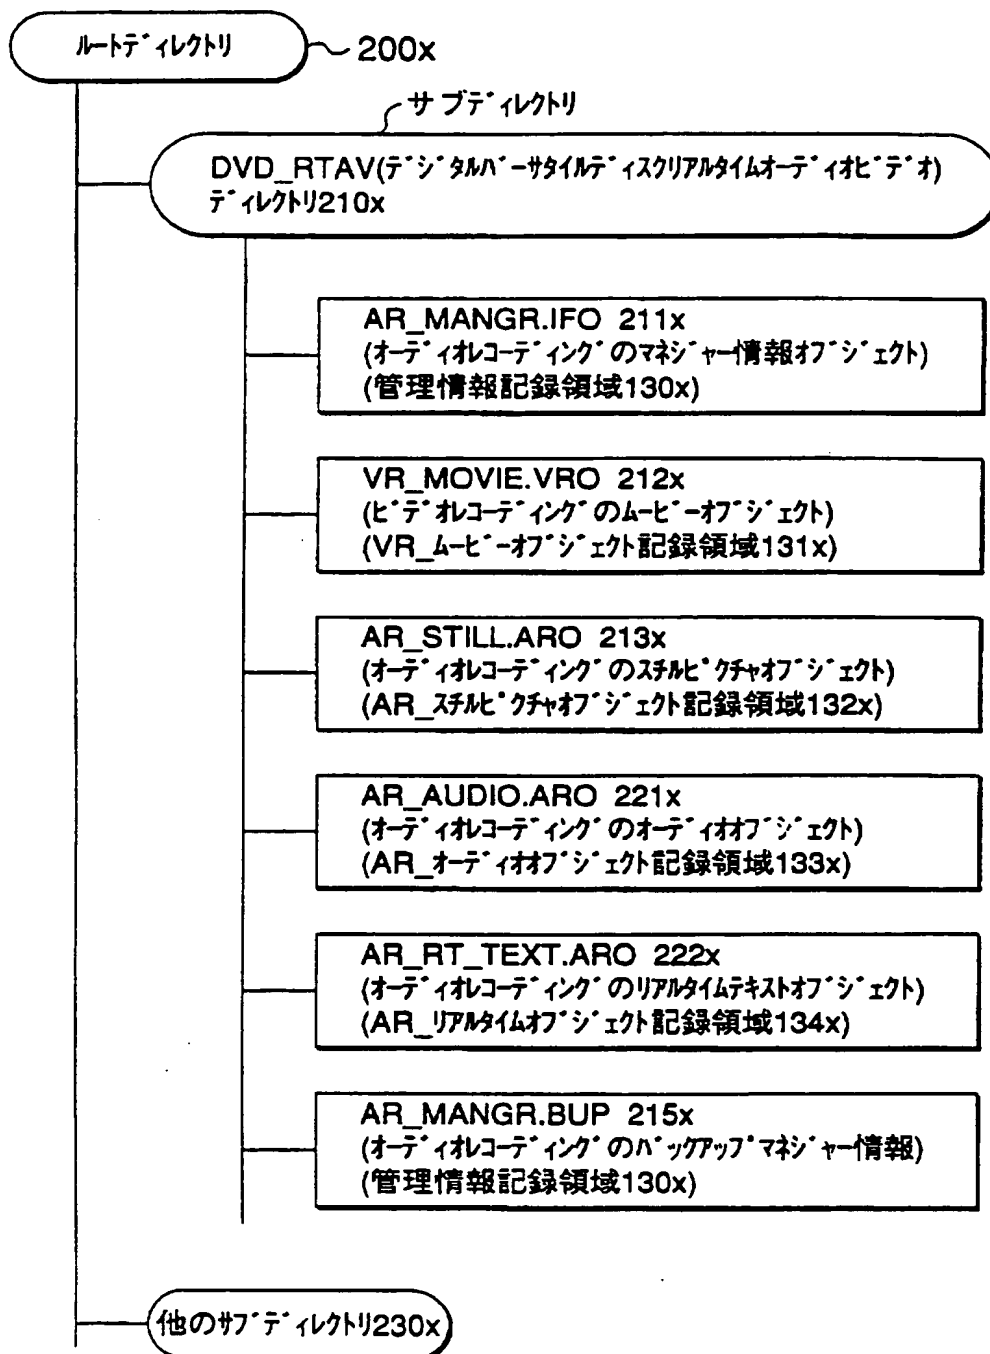 ルートディレクトリ
200x
サブディレクトリ
DVD_RTAV(デジタルバーサタイルディスクリアルタイムオーディオビデオ)
ディレクトリ210x
AR_MANGR.IFO 211x
(オーディオレコーディングのマネジャー情報オブジェクト)
(管理情報記録領域130x)
VR_MOVIE.VRO 212x
(ビデオレコーディングのムービーオブジェクト)
(VR_ムービーオブジェクト記録領域131x)
AR_STILL.ARO 213x
(オーディオレコーディングのスチルピクチャオブジェクト)
(AR_スチルピクチャオブジェクト記録領域132x)
AR_AUDIO.ARO 221x
(オーディオレコーディングのオーディオオブジェクト)
(AR_オーディオオブジェクト記録領域133x)
AR_RT_TEXT.ARO 222x
(オーディオレコーディングのリアルタイムテキストオブジェクト)
(AR_リアルタイムオブジェクト記録領域134x)
AR_MANGR.BUP 215x
(オーディオレコーディングのバックアップマネジャー情報)
(管理情報記録領域130x)
他のサブディレクトリ230x